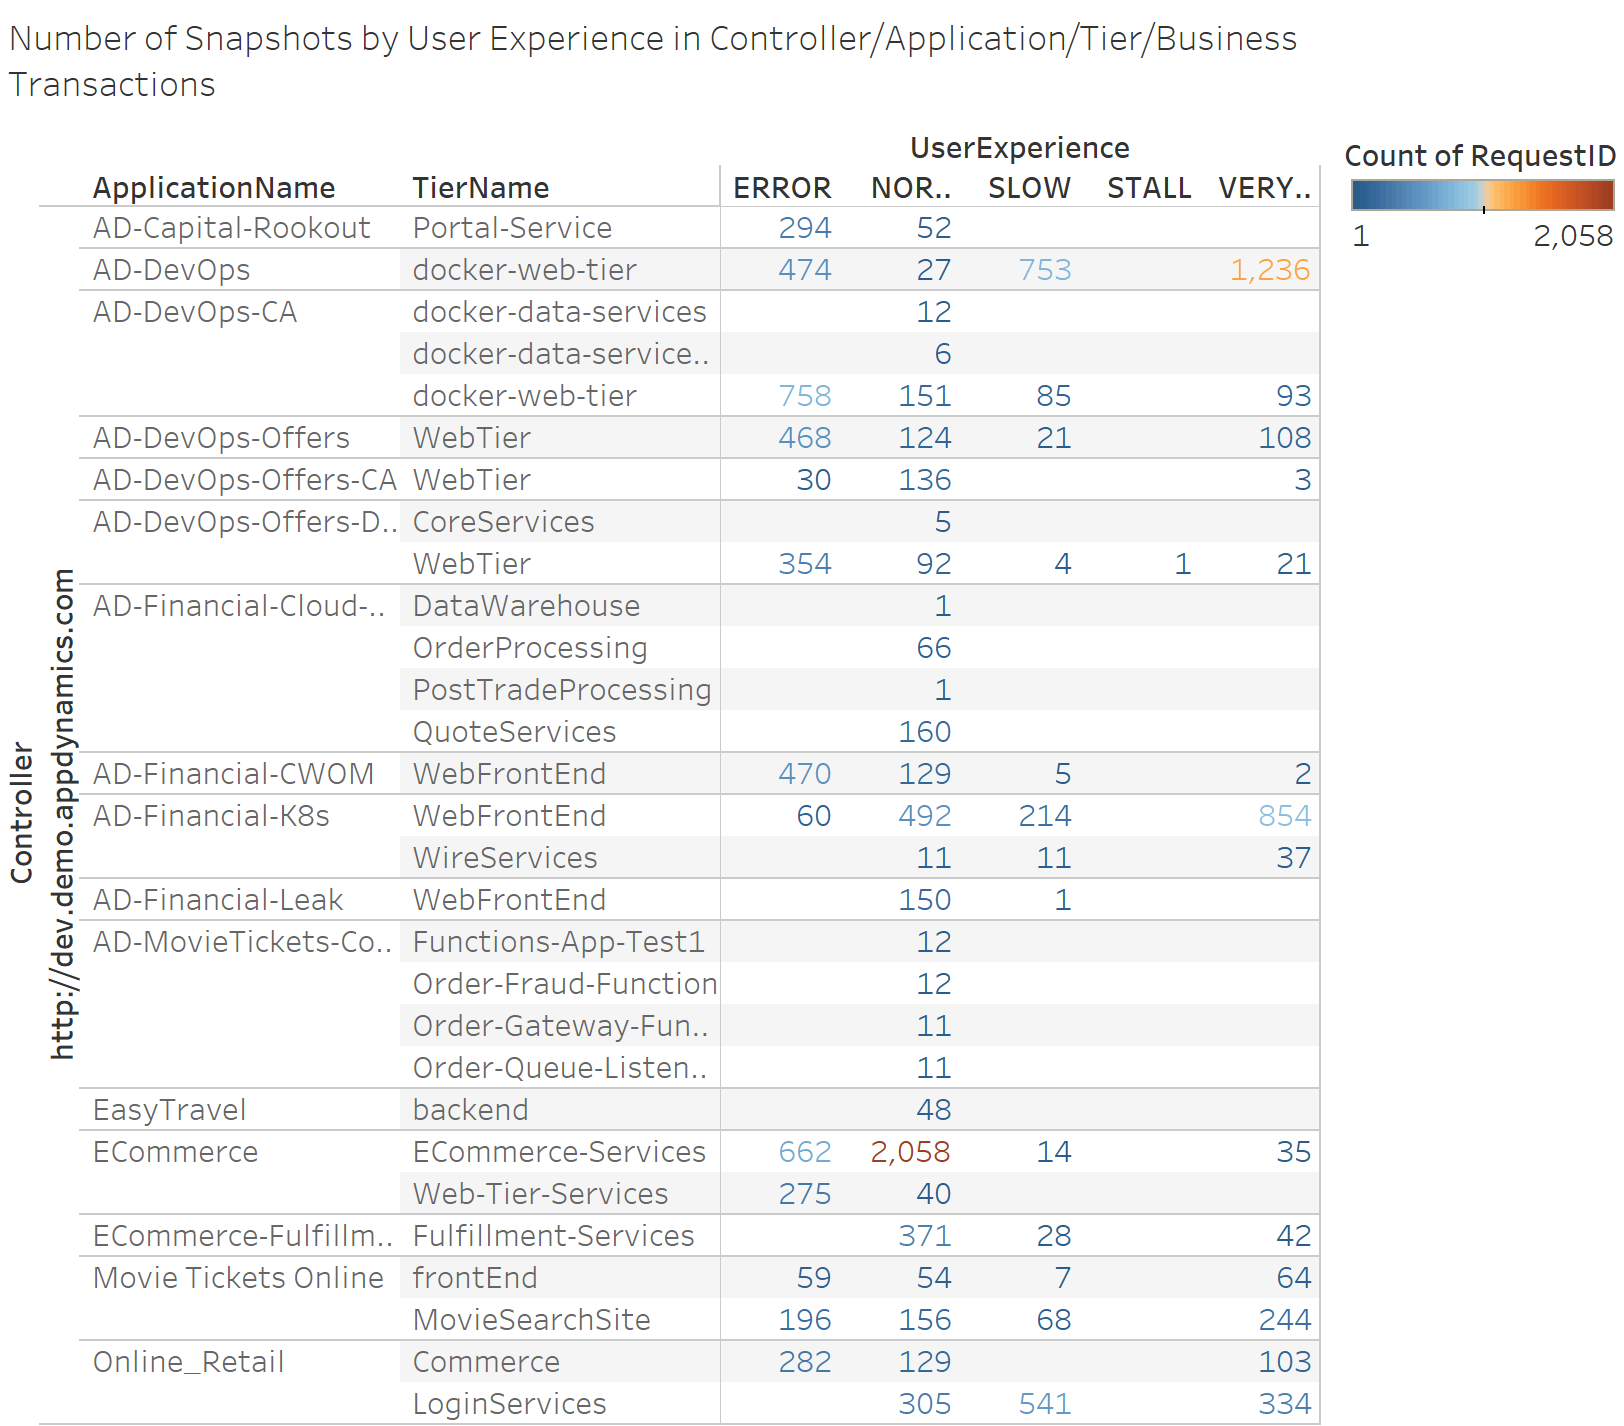 Number of Snapshots by User Experience in Controller/Application/Tier/Business
Transactions
UserExperience
Count of RequestID
1 2,058
ApplicationName TierName ERROR NOR.. SLOW STALL VERY..
Controller
http://dev.demo.appdynamics.com
AD-Capital-Rookout Portal-Service 294 52
AD-DevOps docker-web-tier 474 27 753 1,236
AD-DevOps-CA docker-data-services 12
docker-data-service.. 6
docker-web-tier 758 151 85 93
AD-DevOps-Offers WebTier 468 124 21 108
AD-DevOps-Offers-CA WebTier 30 136 3
AD-DevOps-Offers-D.. CoreServices 5
WebTier 354 92 4 1 21
AD-Financial-Cloud-.. DataWarehouse 1
OrderProcessing 66
PostTradeProcessing 1
QuoteServices 160
AD-Financial-CWOM WebFrontEnd 470 129 5 2
AD-Financial-K8s WebFrontEnd 60 492 214 854
WireServices 11 11 37
AD-Financial-Leak WebFrontEnd 150 1
AD-MovieTickets-Co.. Functions-App-Test1 12
Order-Fraud-Function 12
Order-Gateway-Fun.. 11
Order-Queue-Listen.. 11
EasyTravel backend 48
ECommerce ECommerce-Services 662 2,058 14 35
Web-Tier-Services 275 40
ECommerce-Fulfillm.. Fulfillment-Services 371 28 42
Movie Tickets Online frontEnd 59 54 7 64
MovieSearchSite 196 156 68 244
Online_Retail Commerce 282 129 103
LoginServices 305 541 334